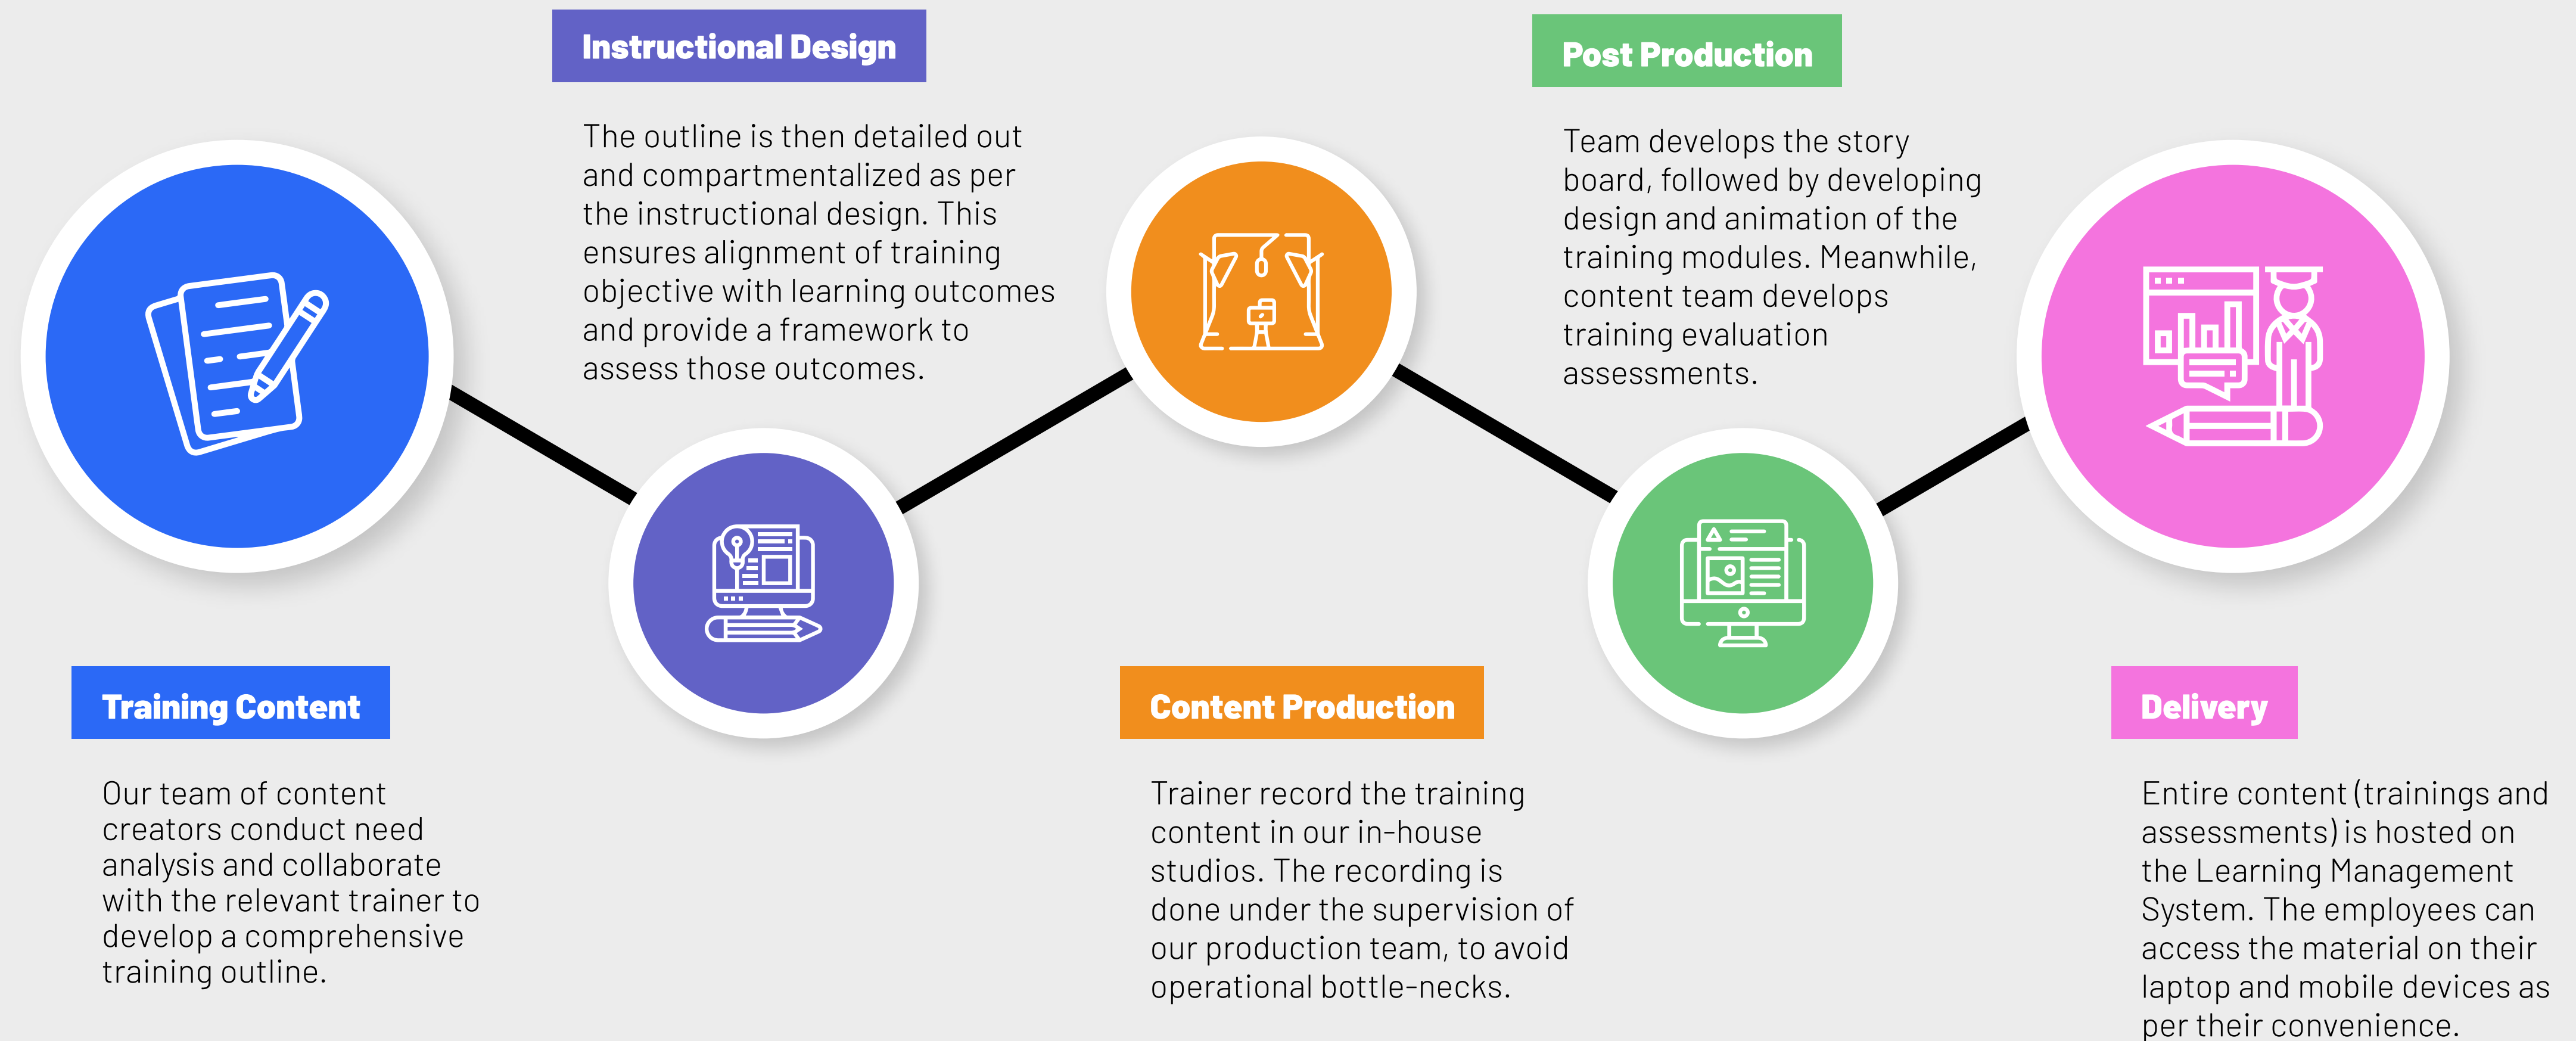 Training Content
Our team of content
creators conduct need
analysis and collaborate
with the relevant trainer to
develop a comprehensive
training outline.
Instructional Design
The outline is then detailed out
and compartmentalized as per
the instructional design. This
ensures alignment of training
objective with learning outcomes
and provide a framework to
assess those outcomes.
Content Production
Trainer record the training
content in our in-house
studios. The recording is
done under the supervision of
our production team, to avoid
operational bottle-necks.
Post Production
Team develops the story
board, followed by developing
design and animation of the
training modules. Meanwhile,
content team develops
training evaluation
assessments.
Delivery
Entire content (trainings and
assessments) is hosted on
the Learning Management
System. The employees can
access the material on their
laptop and mobile devices as
per their convenience.